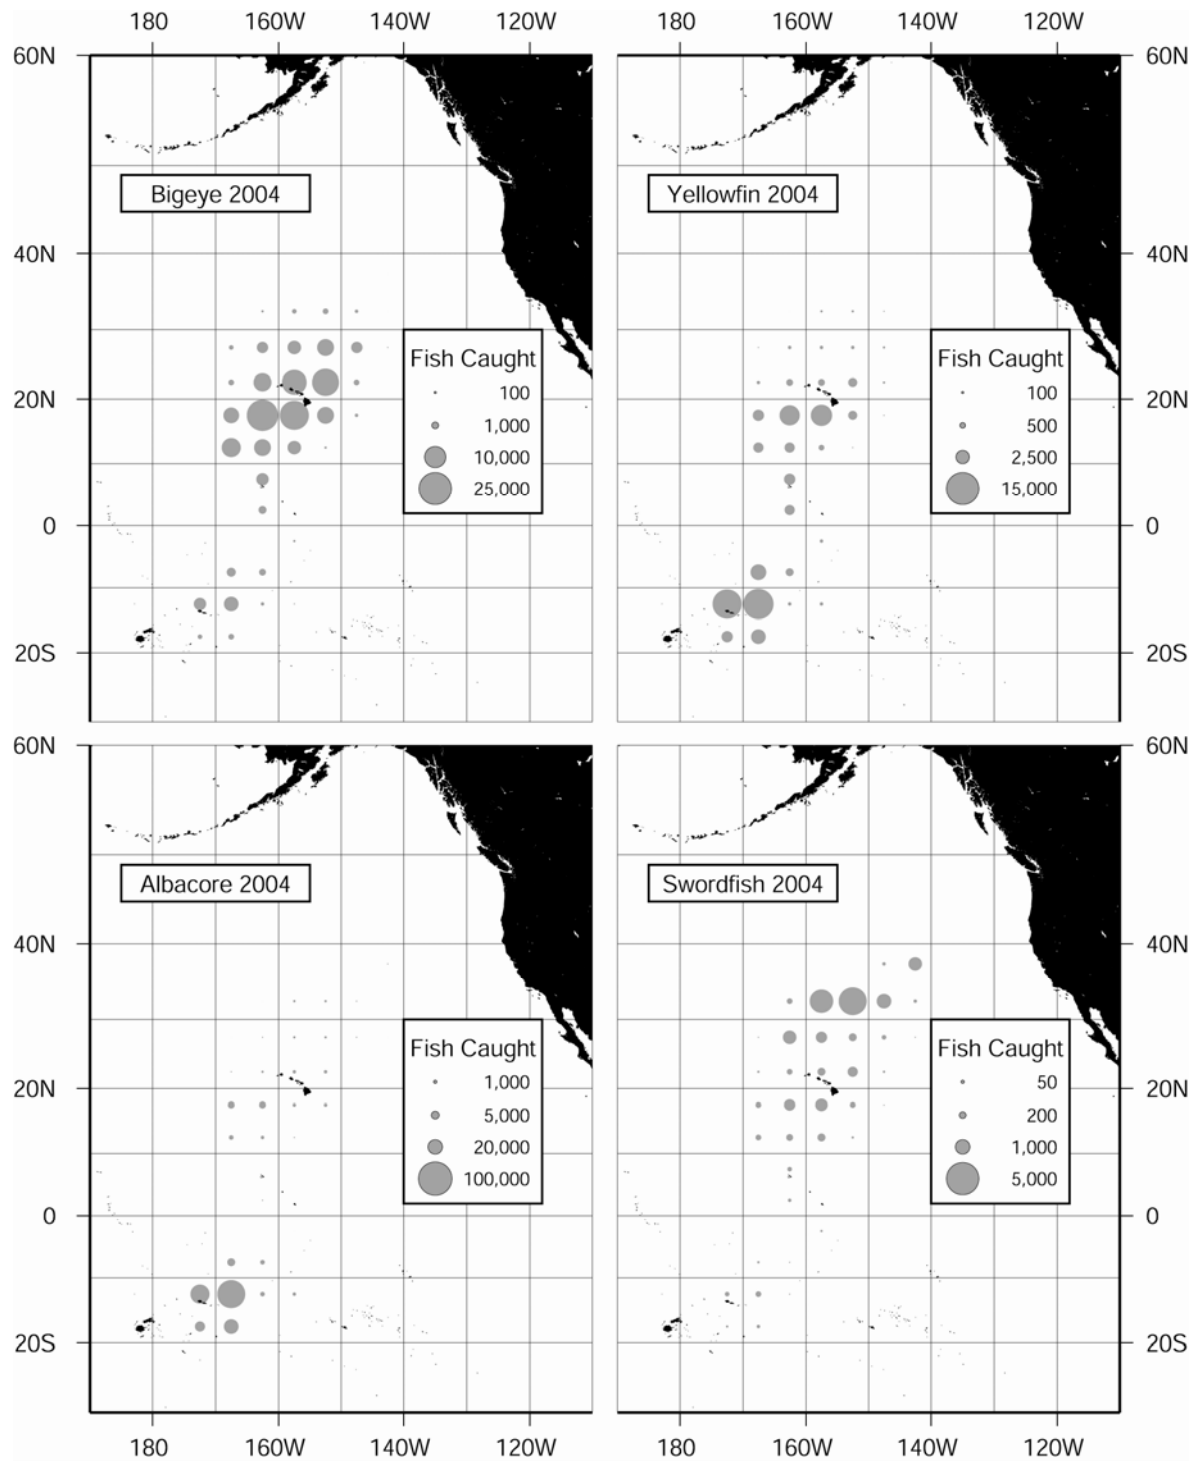 180 160W 140W 120W 180 160W 140W 120W
60N 60N
Bigeye 2004 Yellowfin 2004
40N 40N
Fish Caught Fish Caught
100 100
20N 20N
1,000 500
10,000 2,500
25,000 15,000
0 0
20S 20S
60N 60N
Albacore 2004 Swordfish 2004
40N 40N
Fish Caught Fish Caught
1,000 50
20N 20N
5,000 200
20,000 1,000
100,000 5,000
0 0
20S 20S
180 160W 140W 120W 180 160W 140W 120W